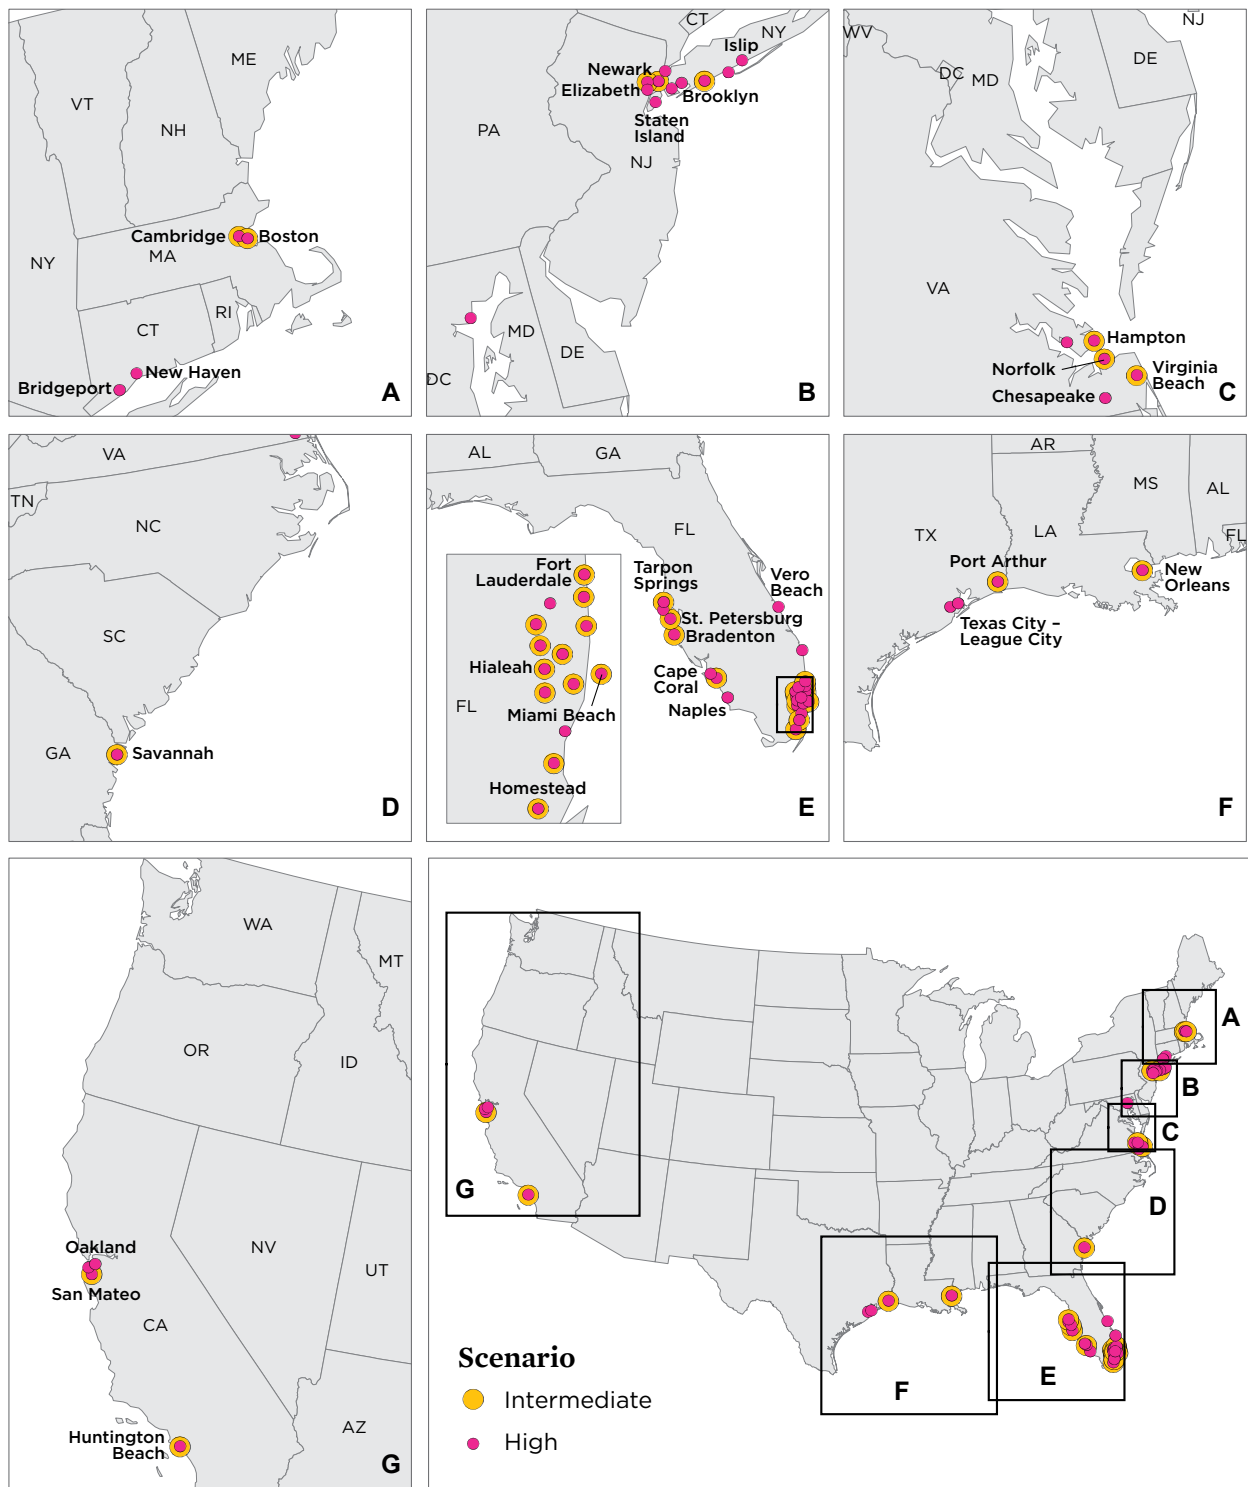 ME
VT
NH
Cambridge
Boston
MA
NY
RI
CT
New Haven
Bridgeport
A
CT
NY
Islip
Newark
Elizabeth
Brooklyn
Staten
Island
PA
NJ
MD
DE
DC
B
NJ
WV
DE
DC
MD
VA
Hampton
Norfolk
Virginia
Beach
Chesapeake
C
VA
TN
NC
SC
GA
Savannah
D
AL
GA
FL
Fort
Lauderdale
Tarpon
Springs
Vero
Beach
St. Petersburg
Bradenton
Hialeah
Cape
Coral
FL
Miami Beach
Naples
Homestead
E
AR
MS
AL
TX
LA
FL
Port Arthur
New
Orleans
Texas City –
League City
F
WA
MT
OR
ID
Oakland
NV
UT
San Mateo
CA
AZ
Huntington
Beach
G
A
B
C
G
D
Scenario
E
F
Intermediate
High